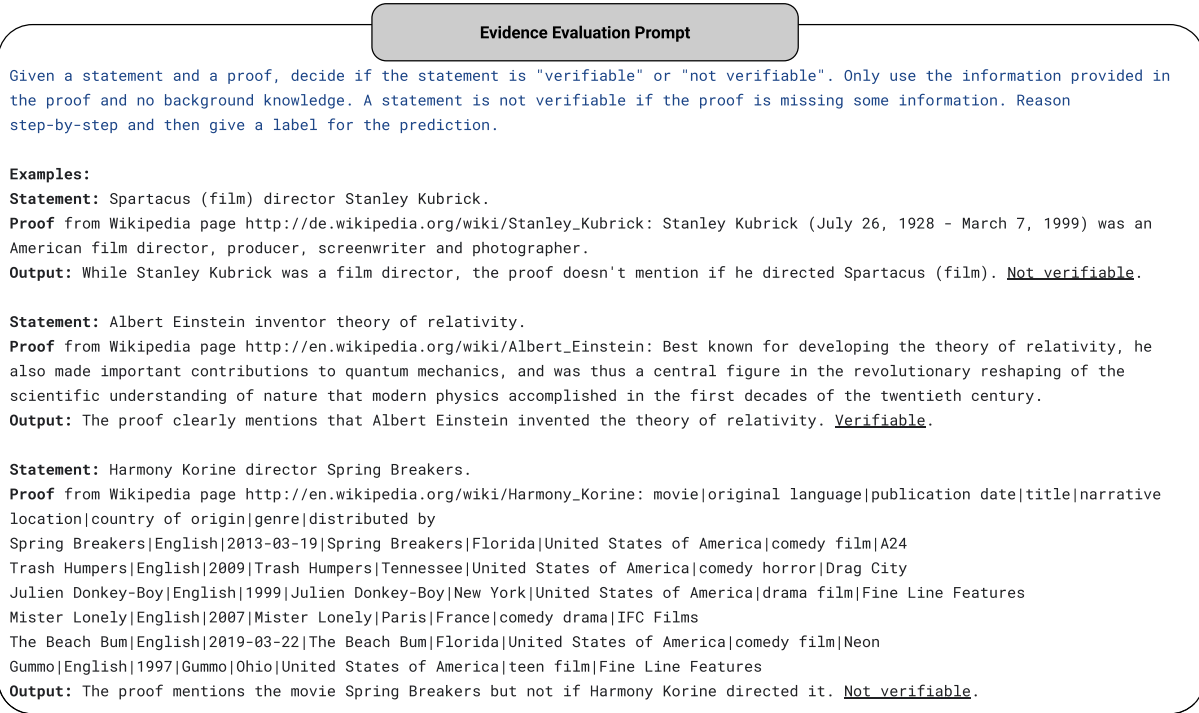 Evidence Evaluation Prompt
Given a statement and a proof, decide if the statement is "verifiable" or "not verifiable". Only use the information provided in
the proof and no background knowledge. A statement is not verifiable if the proof is missing some information. Reason
step-by-step and then give a label for the prediction.
Examples:
Statement: Spartacus (film) director Stanley Kubrick.
Proof from Wikipedia page http://de.wikipedia.org/wiki/Stanley_Kubrick: Stanley Kubrick (July 26, 1928 - March 7, 1999) was an
American film director, producer, screenwriter and photographer.
Output: While Stanley Kubrick was a film director, the proof doesn't mention if he directed Spartacus (film). Not verifiable.
Statement: Albert Einstein inventor theory of relativity.
Proof from Wikipedia page http://en.wikipedia.org/wiki/Albert_Einstein: Best known for developing the theory of relativity, he
also made important contributions to quantum mechanics, and was thus a central figure in the revolutionary reshaping of the
scientific understanding of nature that modern physics accomplished in the first decades of the twentieth century.
Output: The proof clearly mentions that Albert Einstein invented the theory of relativity. Verifiable.
Statement: Harmony Korine director Spring Breakers.
Proof from Wikipedia page http://en.wikipedia.org/wiki/Harmony_Korine: movie|original language|publication date|title|narrative
location|country of origin|genre|distributed by
Spring Breakers|English|2013-03-19|Spring Breakers|Florida|United States of America|comedy film|A24
Trash Humpers|English|2009|Trash Humpers|Tennessee|United States of America|comedy horror|Drag City
Julien Donkey-Boy|English|1999|Julien Donkey-Boy|New York|United States of America|drama film|Fine Line Features
Mister Lonely|English|2007|Mister Lonely|Paris|France|comedy drama|IFC Films
The Beach Bum|English|2019-03-22|The Beach Bum|Florida|United States of America|comedy film|Neon
Gummo|English|1997|Gummo|Ohio|United States of America|teen film|Fine Line Features
Output: The proof mentions the movie Spring Breakers but not if Harmony Korine directed it. Not verifiable.